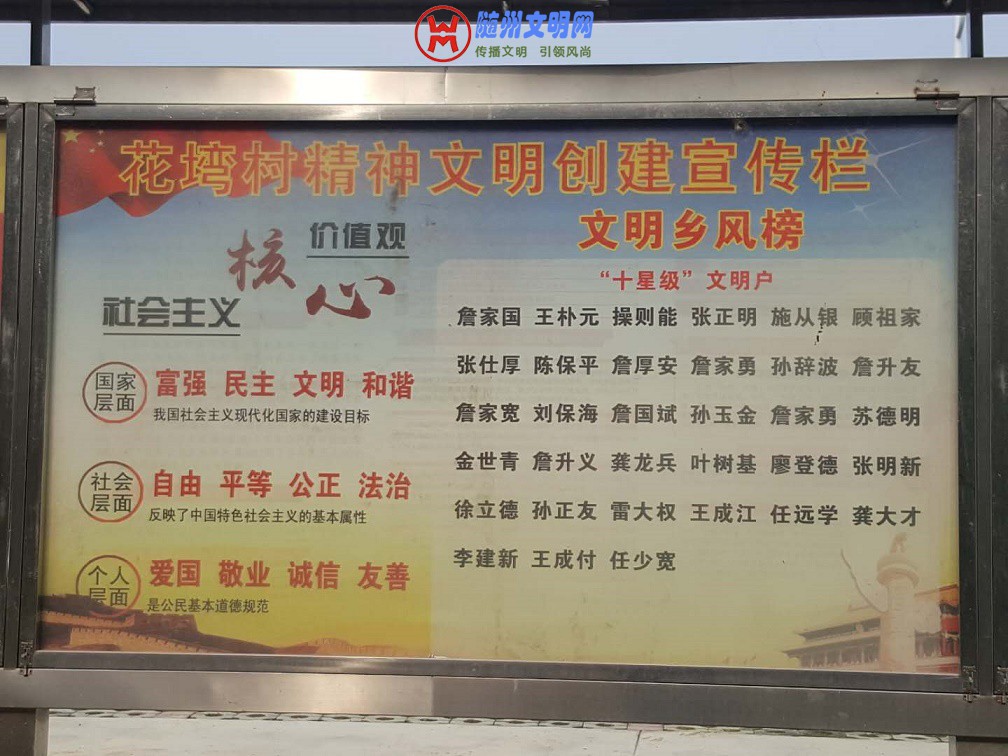 随州文明网
传播文明 引领风尚
花塆村精神文明创建宣传栏
社会主义 核心 价值观
国家层面 富强 民主 文明 和谐
我国社会主义现代化国家的建设目标
社会层面 自由 平等 公正 法治
反映了中国特色社会主义的基本属性
个人层面 爱国 敬业 诚信 友善
是公民基本道德规范
文明乡风榜
“十星级”文明户
詹家国 王朴元 操则能 张正明 施从银 顾祖家
张仕厚 陈保平 詹厚安 詹家勇 孙辞波 詹升友
詹家宽 刘保海 詹国斌 孙玉金 詹家勇 苏德明
金世青 詹升义 龚龙兵 叶树基 廖登德 张明新
徐立德 孙正友 雷大权 王成江 任远学 龚大才
李建新 王成付 任少宽